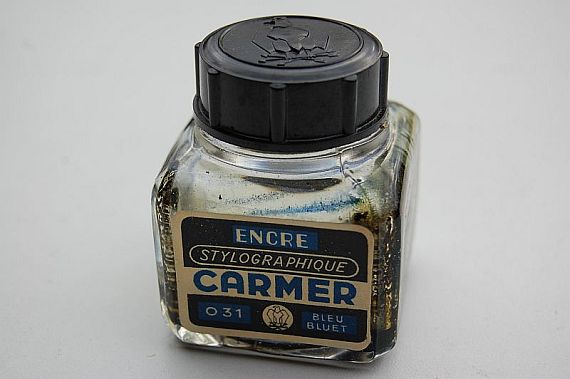 ENCRE
STYLOGRAPHIQUE
CARMER
031
BLEU
BLUET